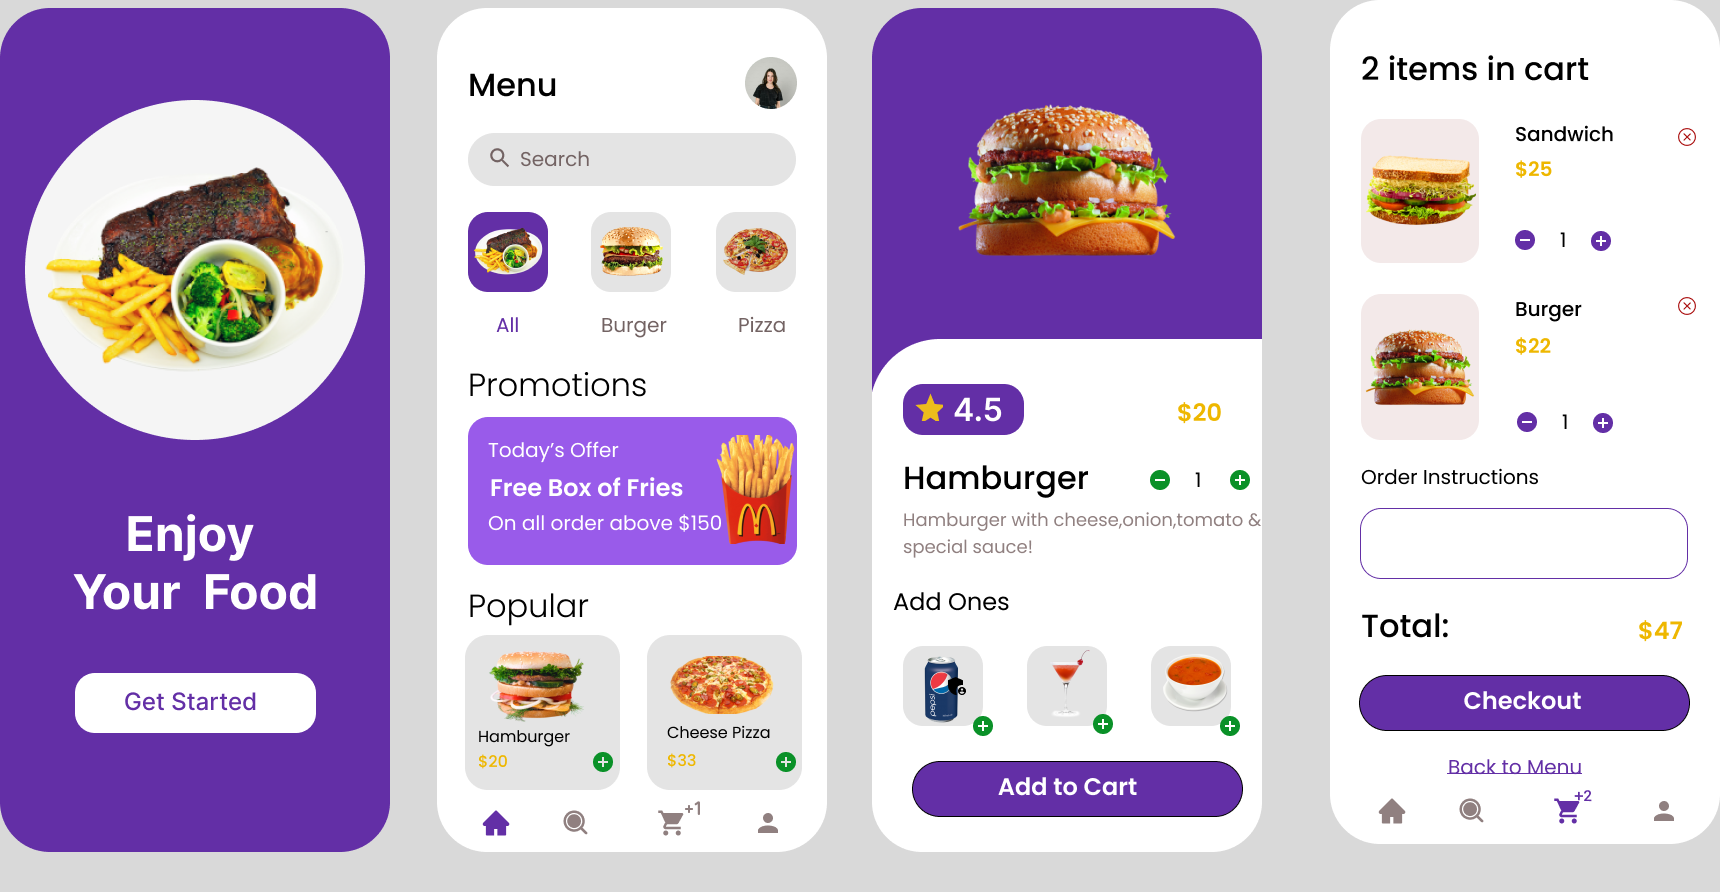 Enjoy
Your Food
Get Started
Menu
Search
All
Burger
Pizza
Promotions
Today’s Offer
Free Box of Fries
On all order above $150
Popular
Hamburger
$20
Cheese Pizza
$33
+1
4.5
$20
Hamburger
1
Hamburger with cheese,onion,tomato &
special sauce!
Add Ones
pepsi
Add to Cart
2 items in cart
Sandwich
$25
1
Burger
$22
1
Order Instructions
Total:
$47
Checkout
Back to Menu
+2